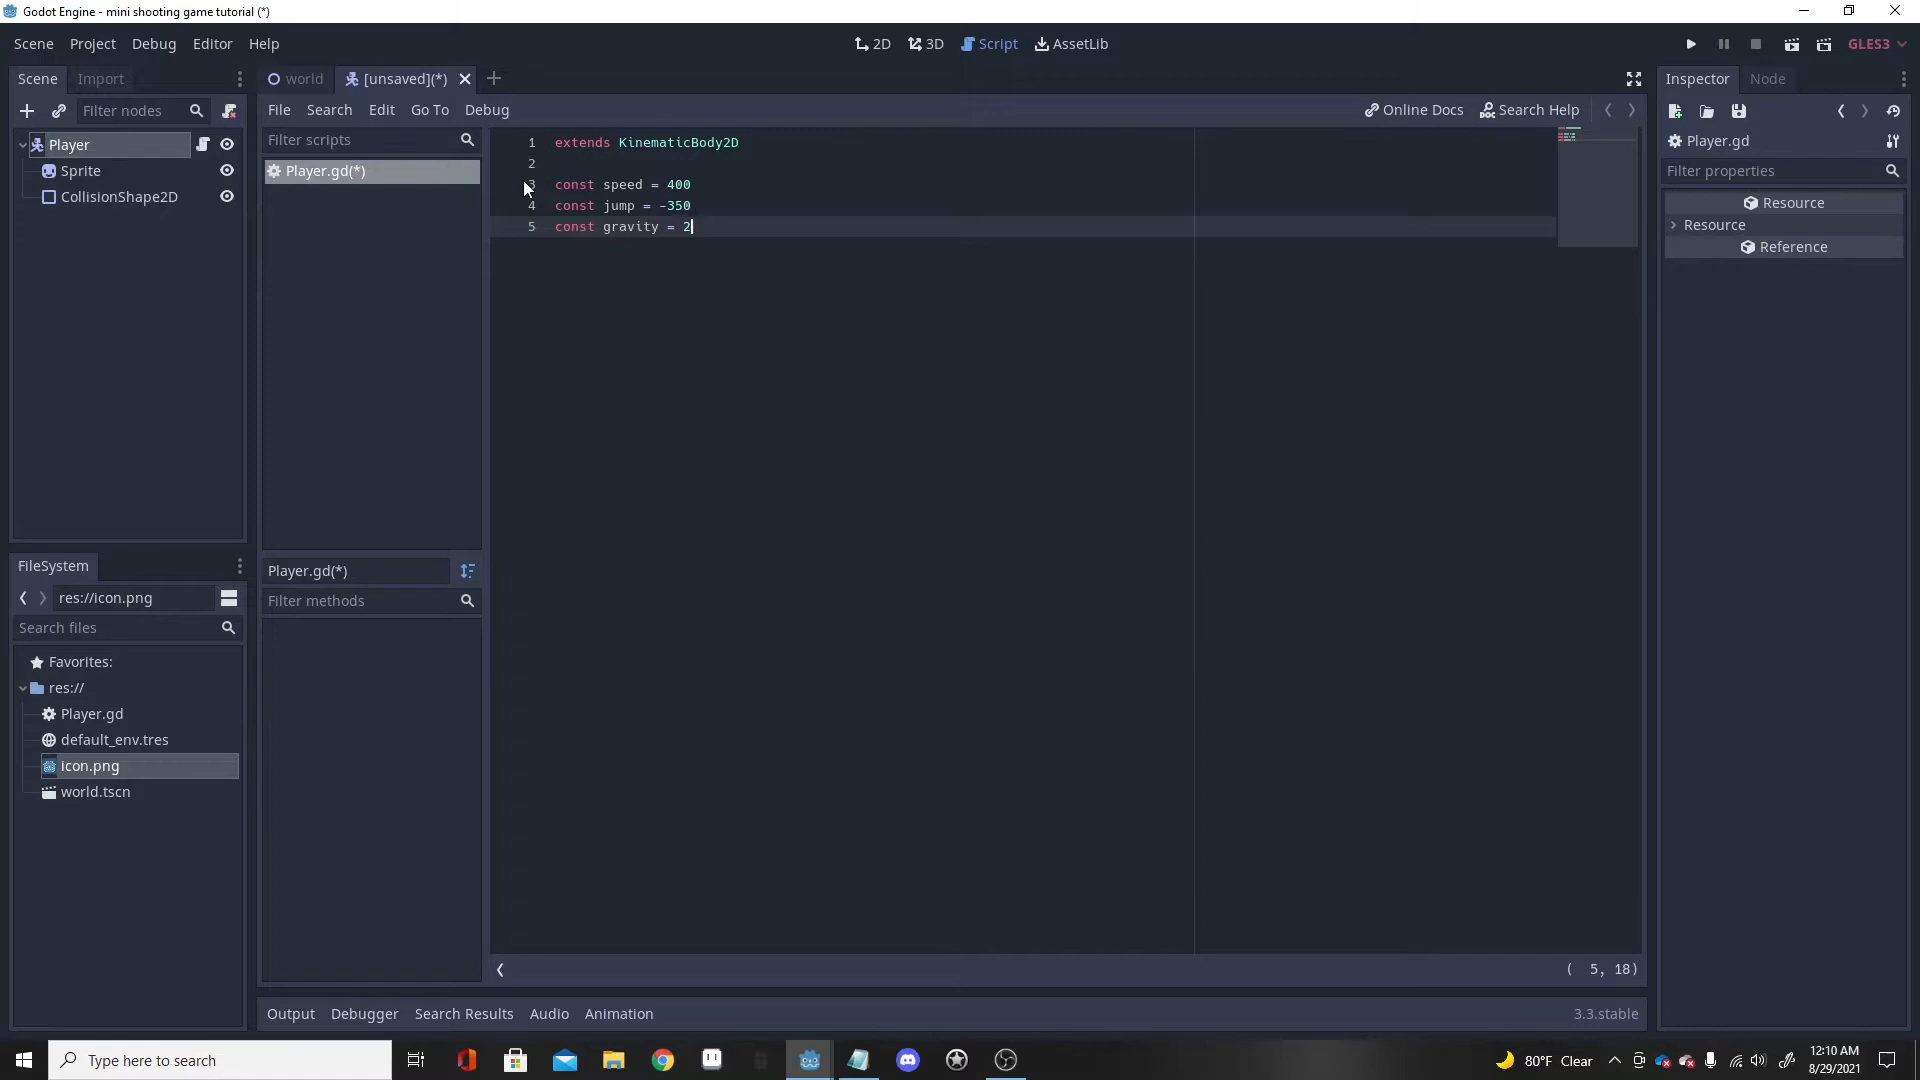 Godot Engine - mini shooting game tutorial (*)
Scene Project Debug Editor Help
2D 3D Script AssetLib
GLES3
Scene Import
Filter nodes
Player
Sprite
CollisionShape2D
FileSystem
res://icon.png
Search files
Favorites:
res://
Player.gd
default_env.tres
icon.png
world.tscn
world [unsaved](*)
File Search Edit Go To Debug
Online Docs Search Help
Filter scripts
Player.gd(*)
Player.gd(*)
Filter methods
1 extends KinematicBody2D
2
3 const speed = 400
4 const jump = -350
5 const gravity = 2
( 5, 18)
Output Debugger Search Results Audio Animation
3.3.stable
Inspector Node
Player.gd
Filter properties
Resource
Resource
Reference
Type here to search
80°F Clear
12:10 AM
8/29/2021